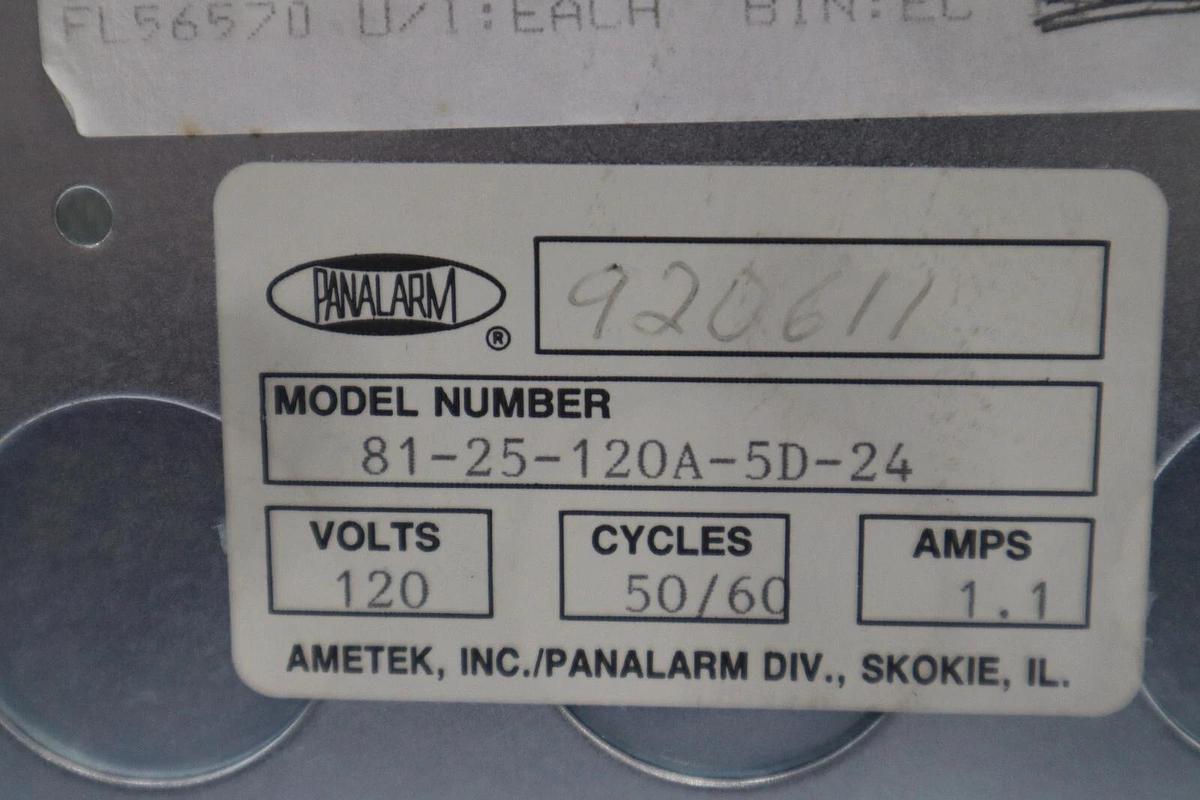 FL56570 U/I:EACH BIN:EC
PANALARM ®
920611
MODEL NUMBER
81-25-120A-5D-24
VOLTS CYCLES AMPS
120 50/60 1.1
AMETEK, INC./PANALARM DIV., SKOKIE, IL.